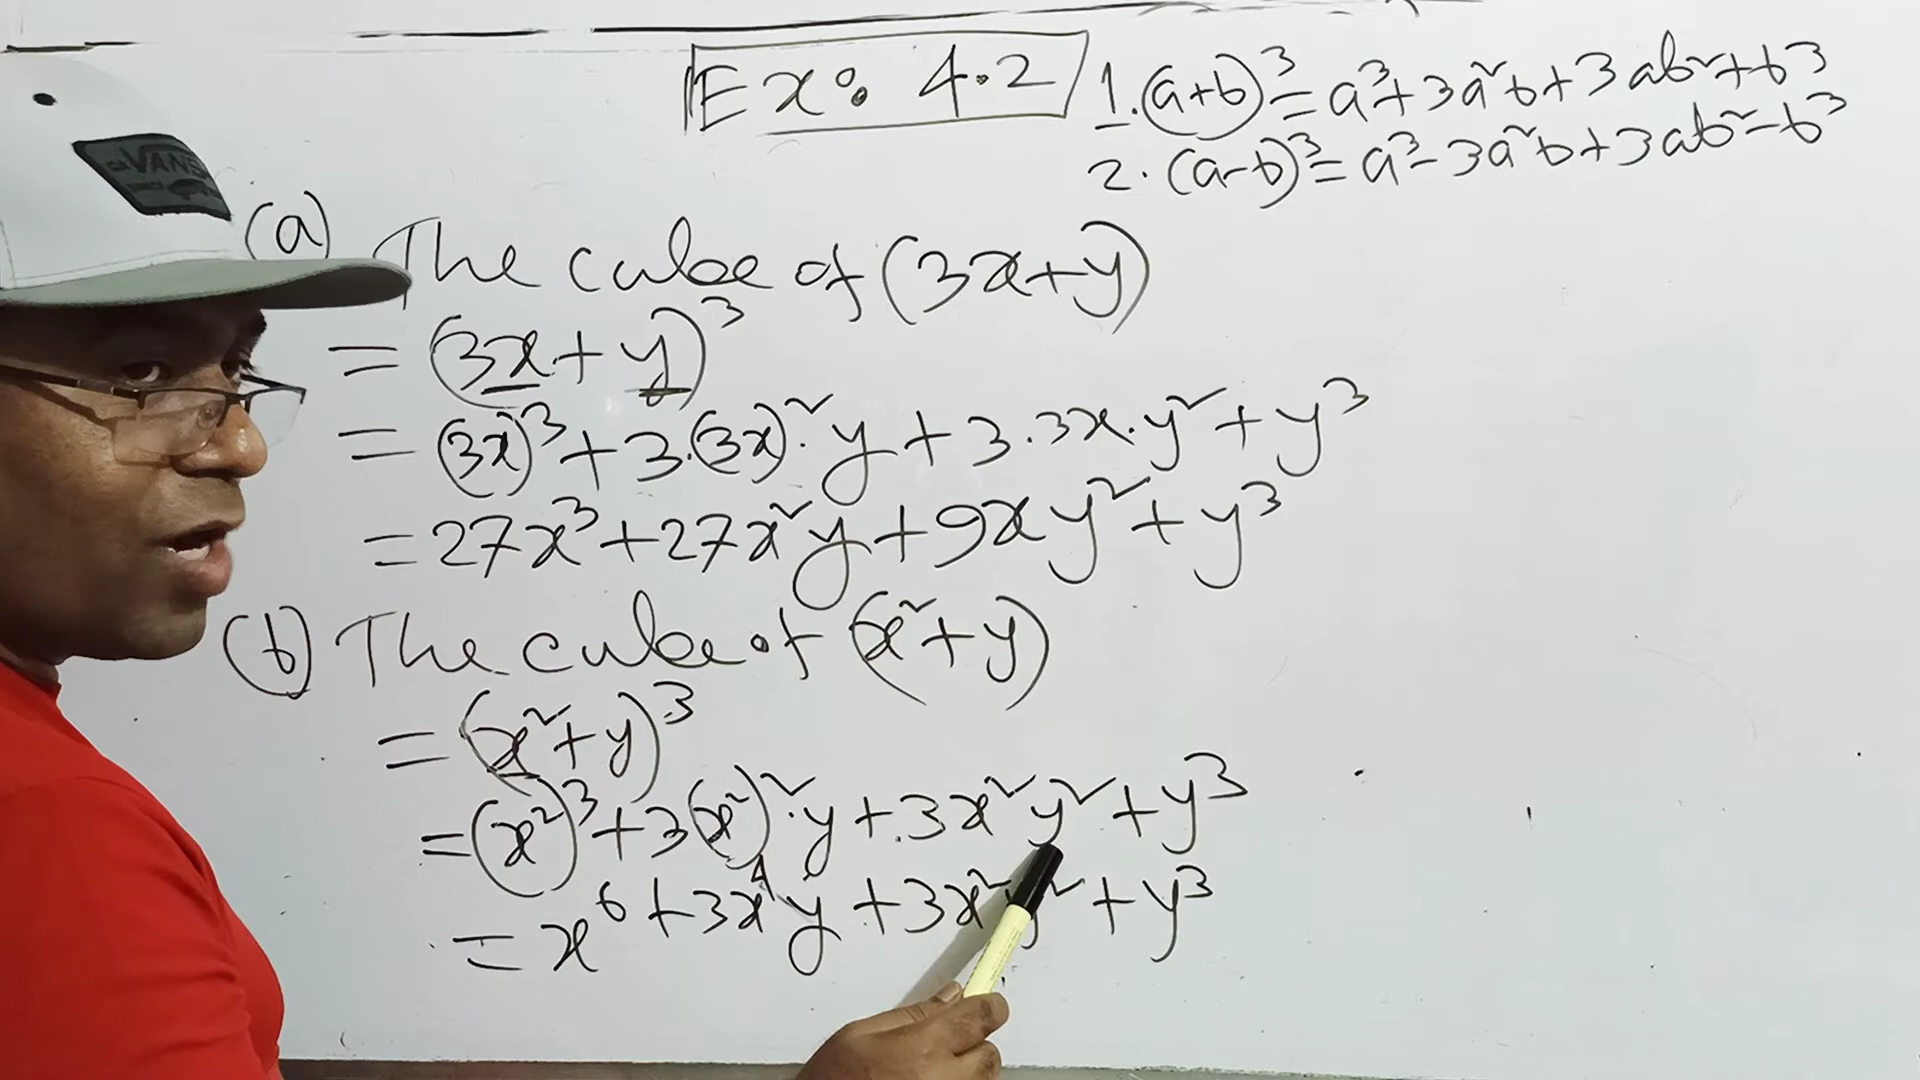 Ex: 4.2
1. (a+b)³ = a³+3a²b+3ab²+b³
2. (a-b)³ = a³-3a²b+3ab²-b³
VANS
(a) The cube of (3x+y)
= (3x+y)³
= (3x)³+3.(3x)².y+3.3x.y²+y³
= 27x³+27x²y+9xy²+y³
(b) The cube of (x²+y)
= (x²+y)³
= (x²)³+3(x²)².y+3x²y²+y³
= x⁶+3x⁴y+3x²y²+y³